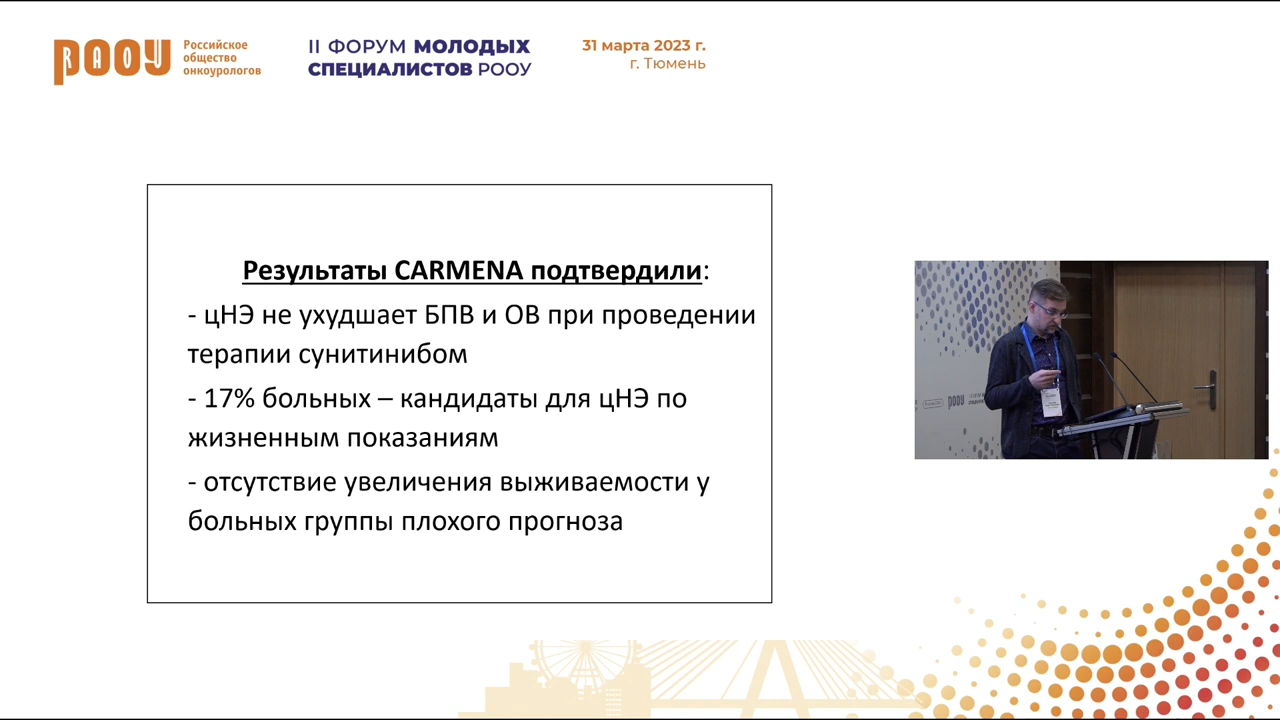 РООУ
RAOU
Российское
общество
онкоурологов
II ФОРУМ МОЛОДЫХ
СПЕЦИАЛИСТОВ РООУ
31 марта 2023 г.
г. Тюмень
Результаты CARMENA подтвердили:
- цНЭ не ухудшает БПВ и ОВ при проведении
терапии сунитинибом
- 17% больных – кандидаты для цНЭ по
жизненным показаниям
- отсутствие увеличения выживаемости у
больных группы плохого прогноза
РООУ